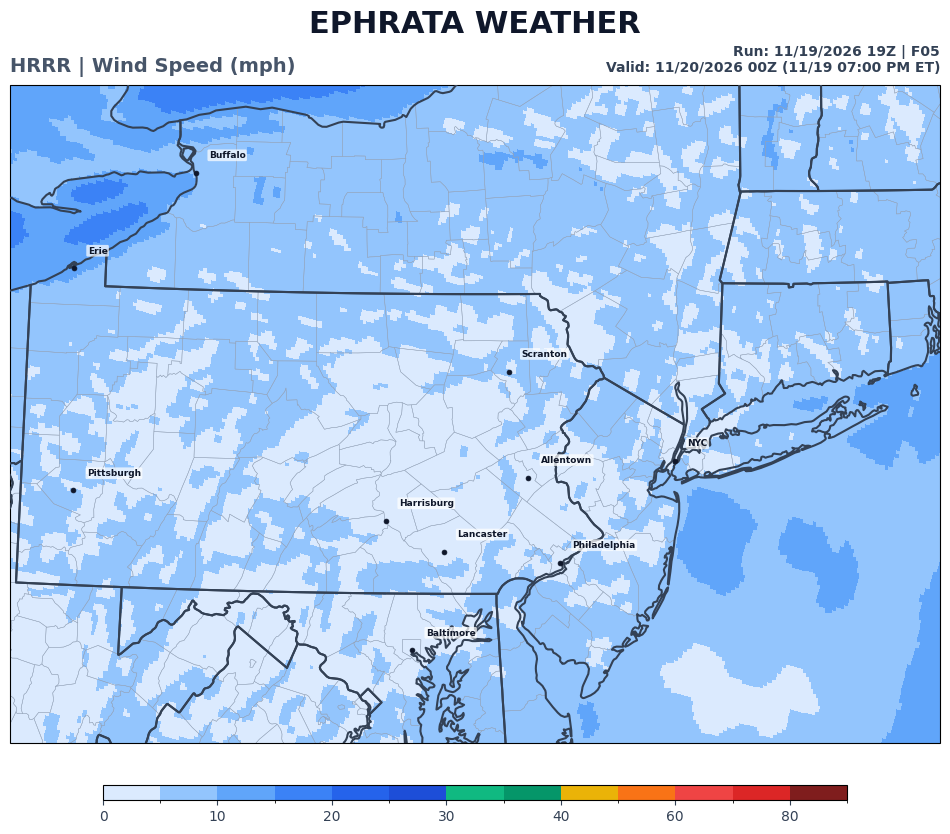 EPHRATA WEATHER
HRRR | Wind Speed (mph)
Run: 11/19/2026 19Z | F05
Valid: 11/20/2026 00Z (11/19 07:00 PM ET)
Buffalo
Erie
Scranton
NYC
Allentown
Pittsburgh
Harrisburg
Lancaster
Philadelphia
Baltimore
0 10 20 30 40 60 80